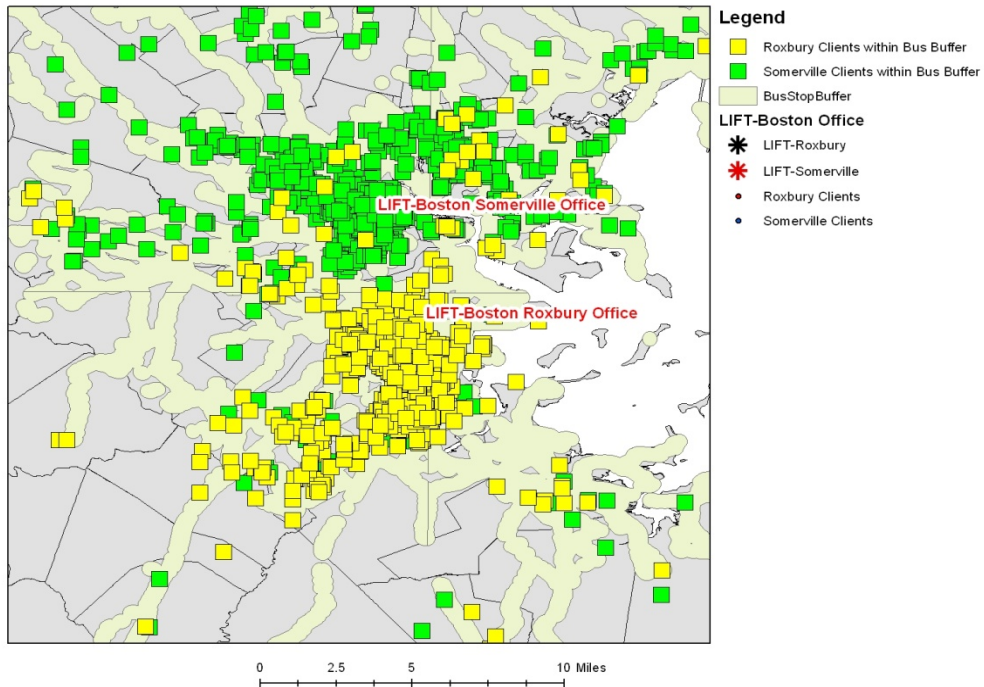 Legend
Roxbury Clients within Bus Buffer
Somerville Clients within Bus Buffer
BusStopBuffer
LIFT-Boston Office
LIFT-Roxbury
LIFT-Somerville
Roxbury Clients
Somerville Clients
LIFT-Boston Somerville Office
LIFT-Boston Roxbury Office
0 2.5 5 10 Miles